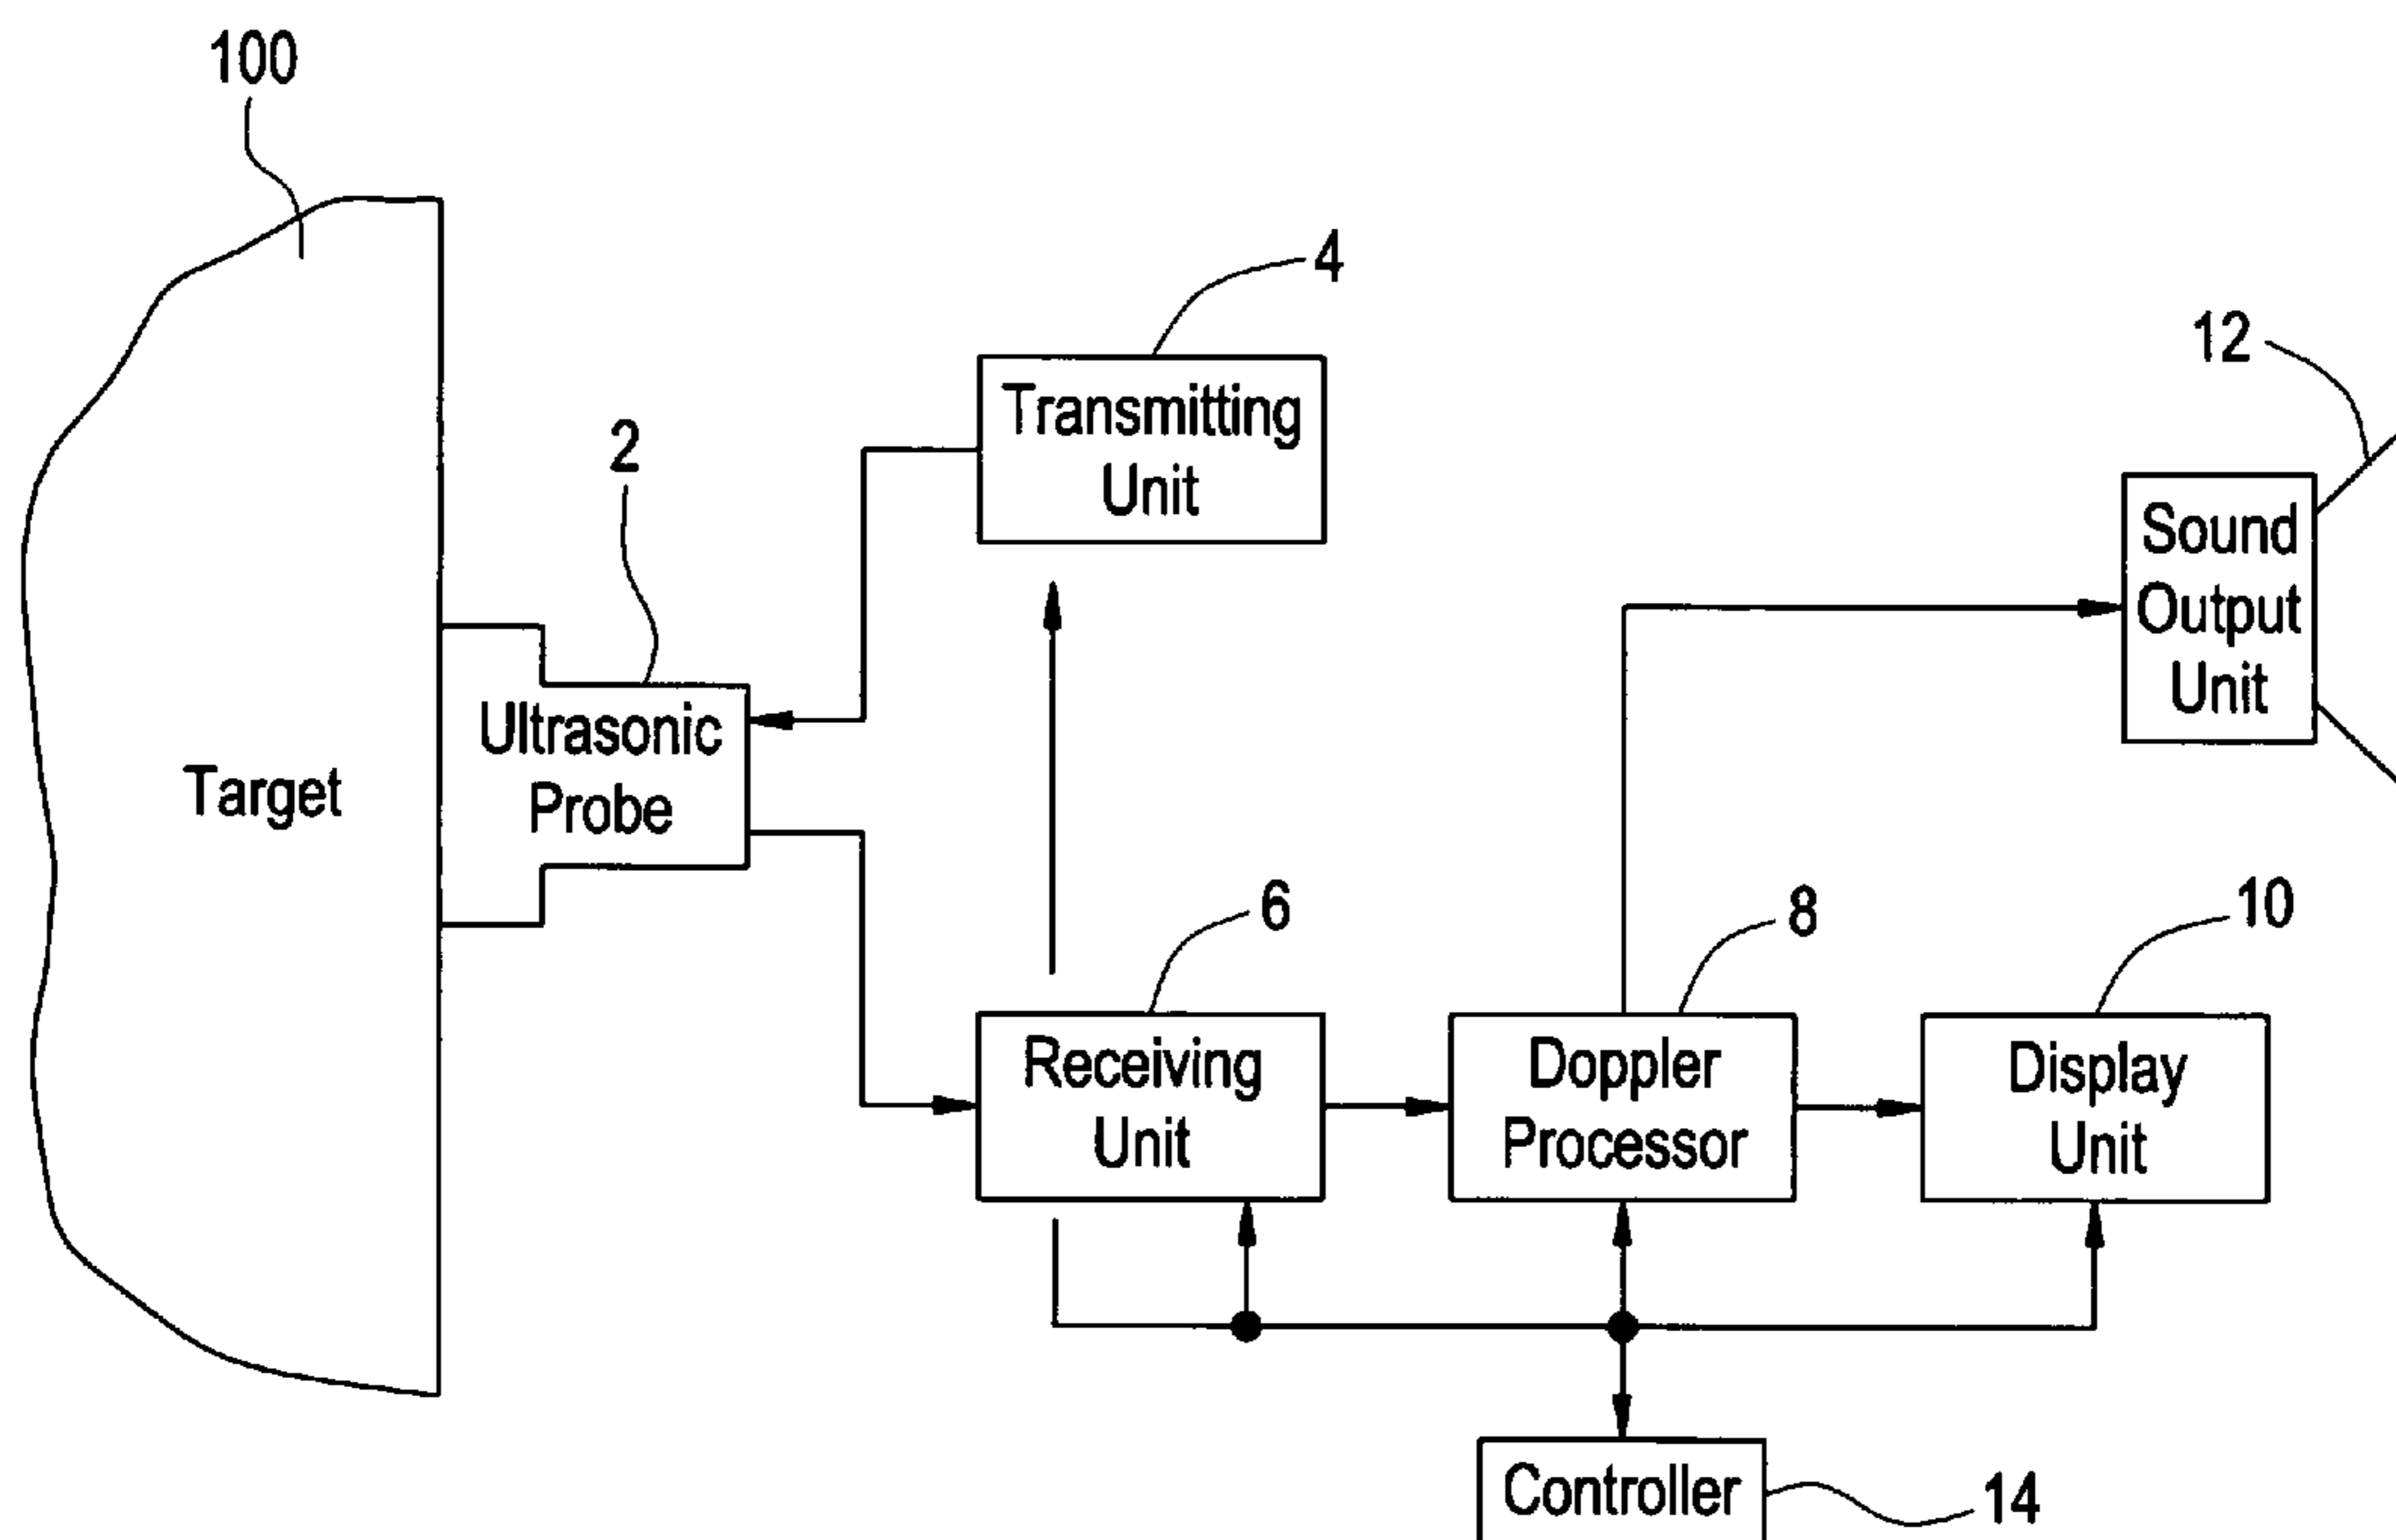 100
4
12
Transmitting
Unit
2
Sound
Output
Unit
Ultrasonic
Probe
Target
6
8
10
Receiving
Unit
Doppler
Processor
Display
Unit
Controller
14